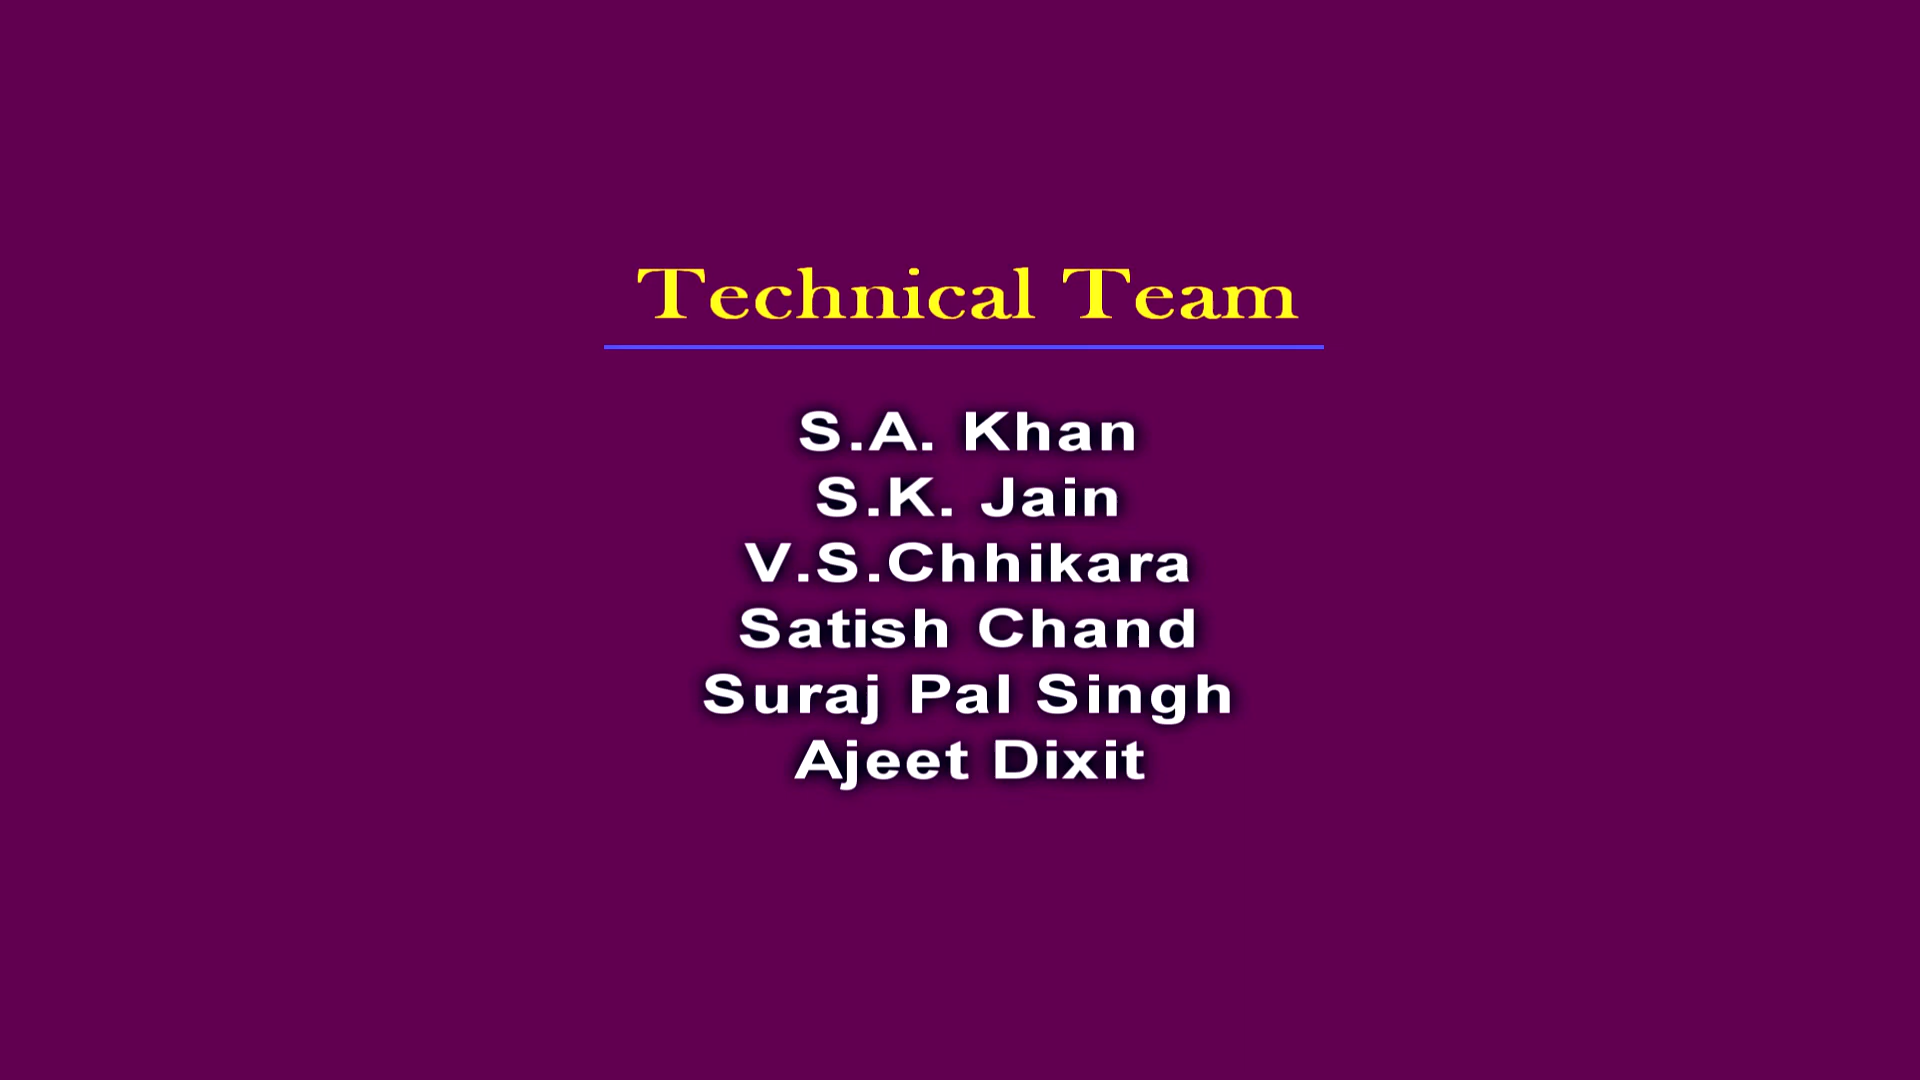 Technical Team
S.A. Khan
S.K. Jain
V.S.Chhikara
Satish Chand
Suraj Pal Singh
Ajeet Dixit